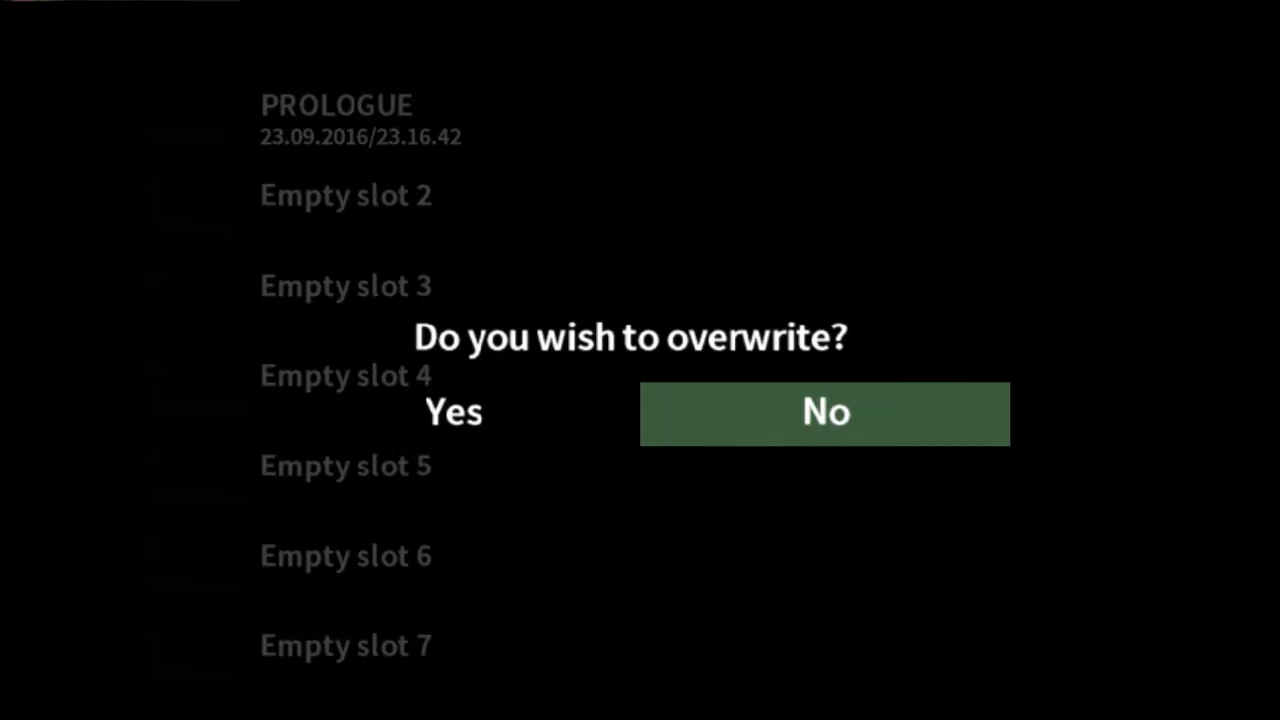 PROLOGUE
23.09.2016/23.16.42
Empty slot 2
Empty slot 3
Do you wish to overwrite?
Empty slot 4
Yes No
Empty slot 5
Empty slot 6
Empty slot 7